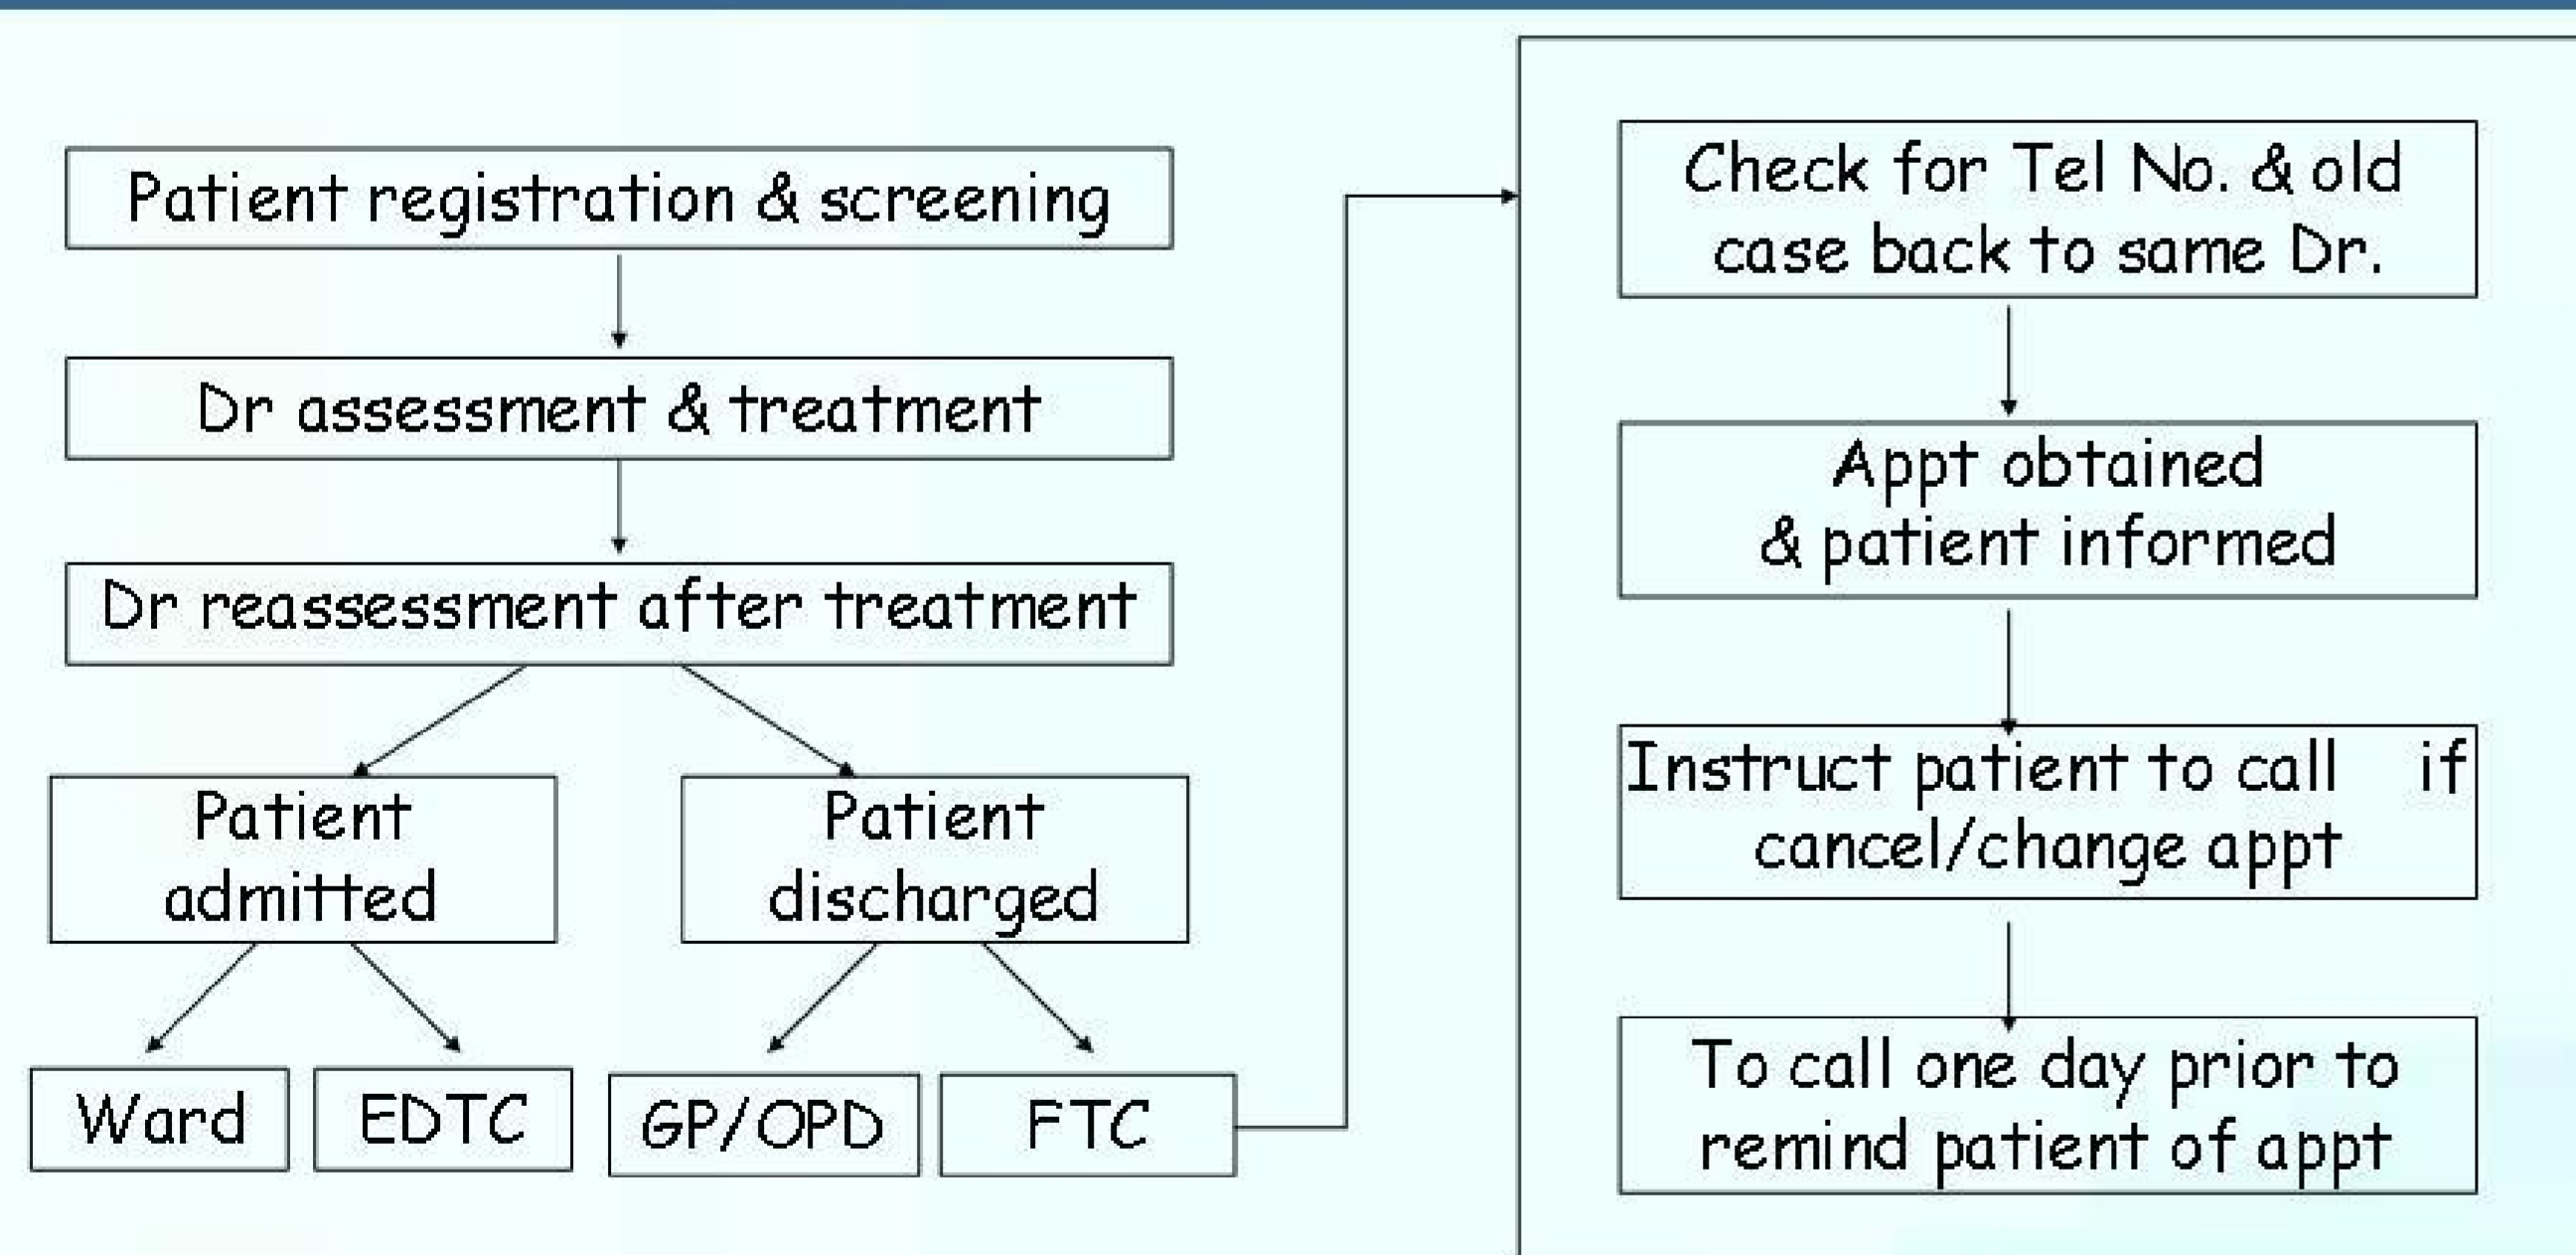 Patient registration & screening
Dr assessment & treatment
Dr reassessment after treatment
Patient
admitted
Patient
discharged
Ward
EDTC
GP/OPD
FTC
Check for Tel No. & old
case back to same Dr.
Appt obtained
& patient informed
Instruct patient to call if
cancel/change appt
To call one day prior to
remind patient of appt